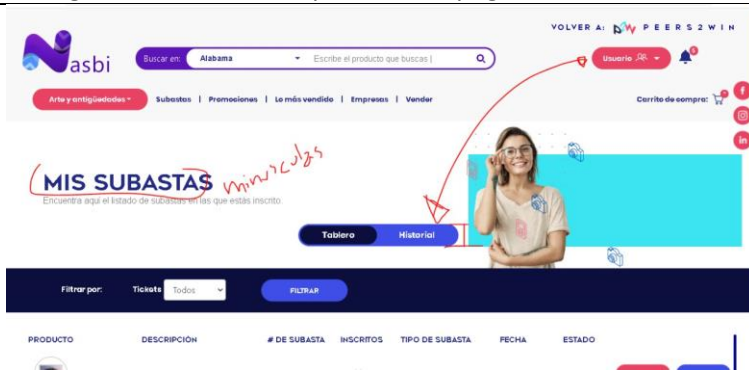 VOLVER A: PEERS2WIN
Nasbi
Buscar en: Alabama
Escribe el producto que buscas |
Usuario
0
Arte y antigüedades
Subastas | Promociones | Lo más vendido | Empresas | Vender
Carrito de compra:
MIS SUBASTAS
minúsculas
Encuentra aquí el listado de subastas en las que estás inscrito.
Tablero
Historial
Filtrar por:
Tickets
Todos
FILTRAR
PRODUCTO
DESCRIPCIÓN
# DE SUBASTA
INSCRITOS
TIPO DE SUBASTA
FECHA
ESTADO